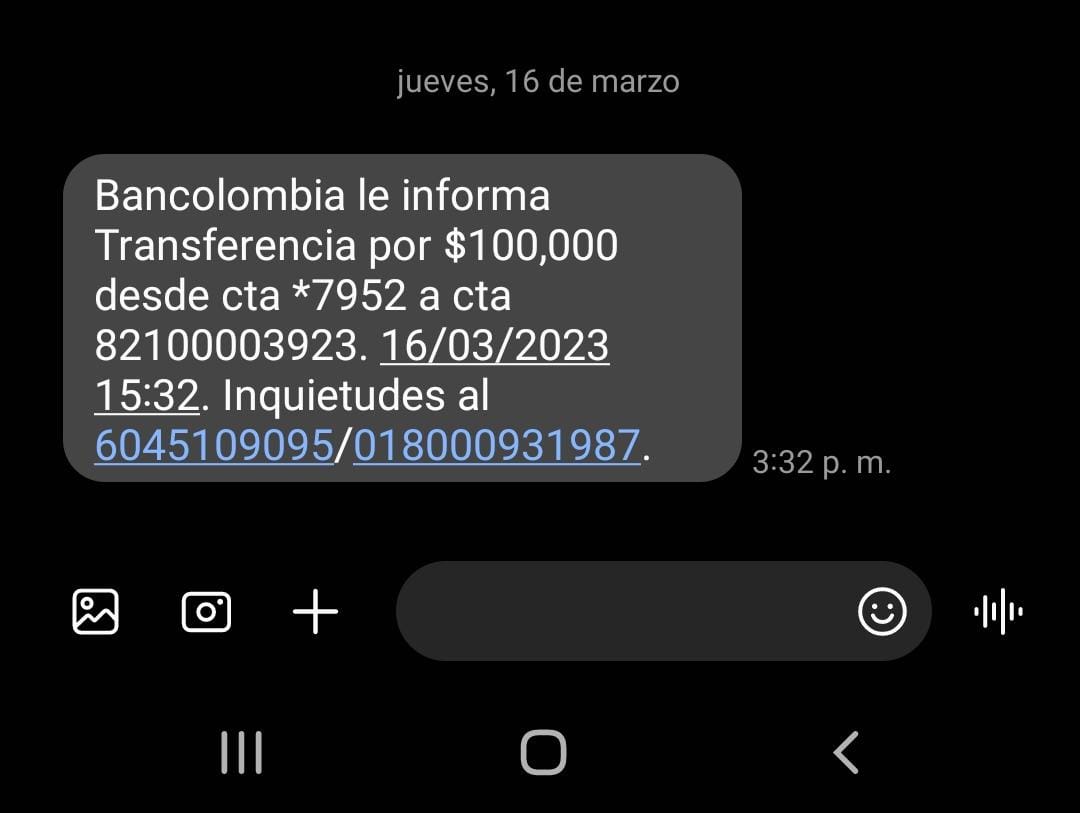 jueves, 16 de marzo
Bancolombia le informa
Transferencia por $100,000
desde cta *7952 a cta
82100003923. 16/03/2023
15:32. Inquietudes al
6045109095/018000931987.
3:32 p. m.